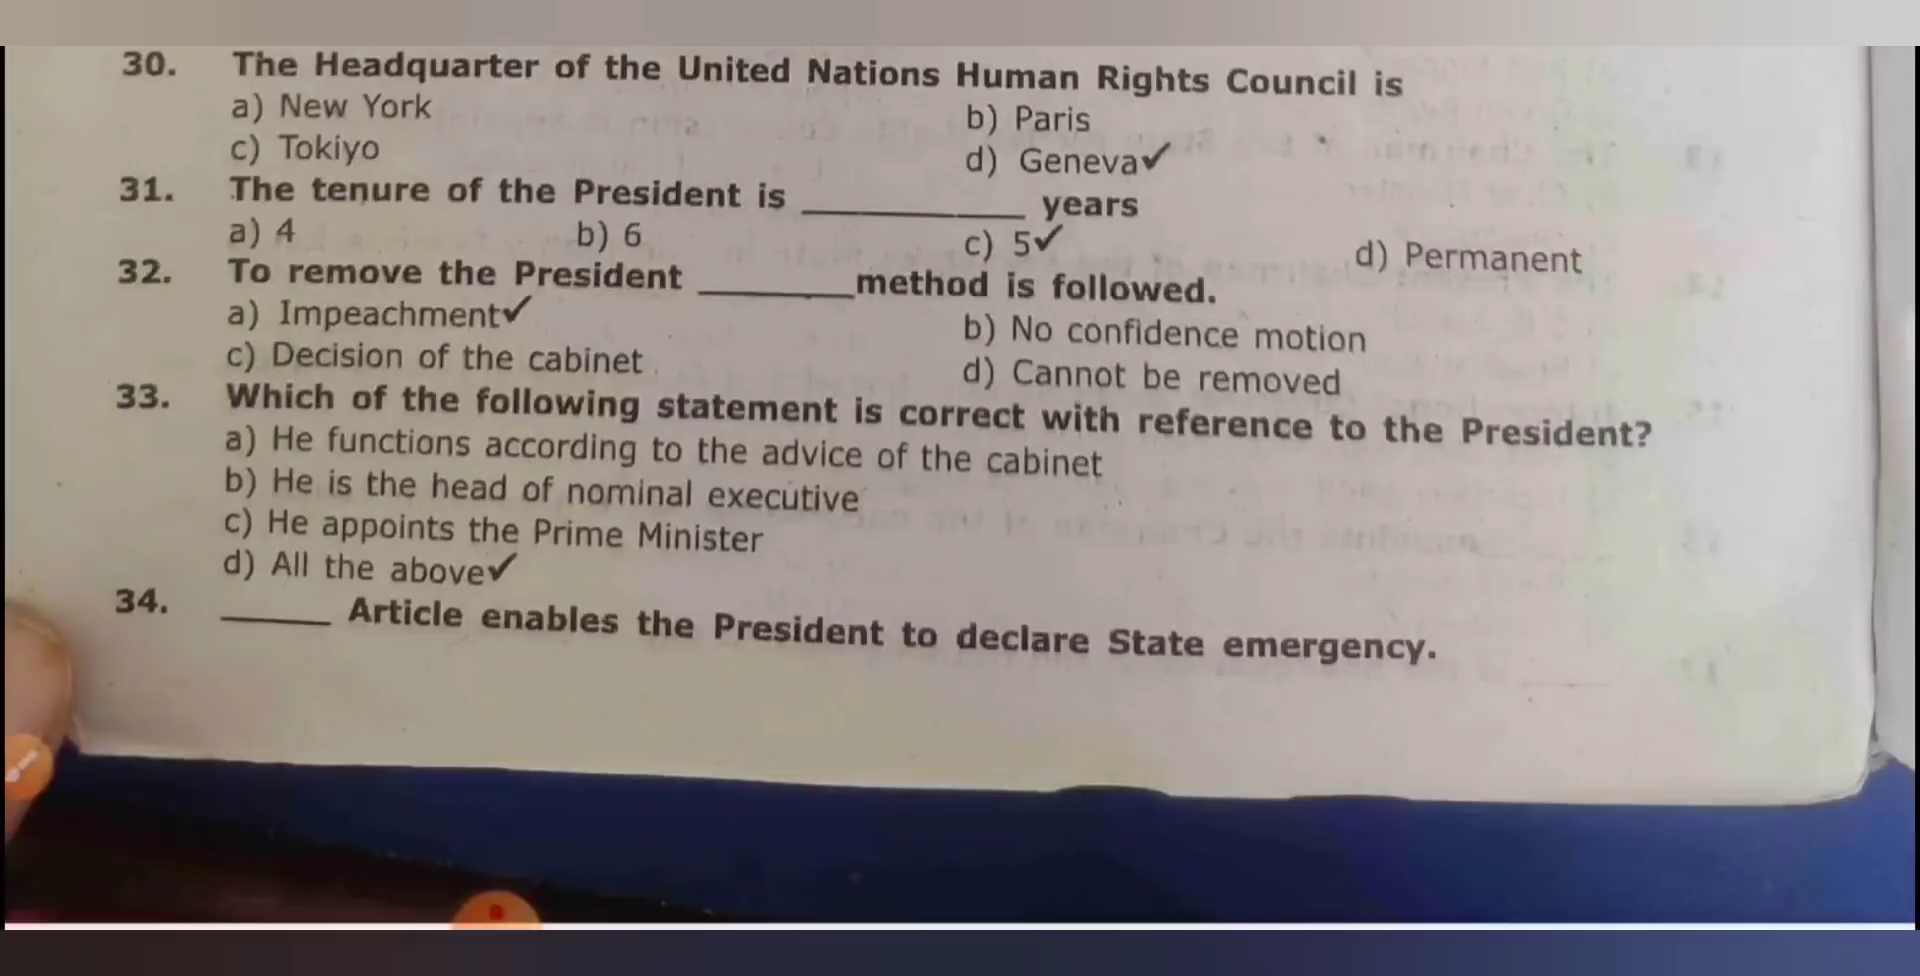 30. The Headquarter of the United Nations Human Rights Council is
a) New York b) Paris
c) Tokiyo d) Geneva✓
31. The tenure of the President is __________ years
a) 4 b) 6 c) 5✓ d) Permanent
32. To remove the President _______method is followed.
a) Impeachment✓ b) No confidence motion
c) Decision of the cabinet d) Cannot be removed
33. Which of the following statement is correct with reference to the President?
a) He functions according to the advice of the cabinet
b) He is the head of nominal executive
c) He appoints the Prime Minister
d) All the above✓
34. _____ Article enables the President to declare State emergency.